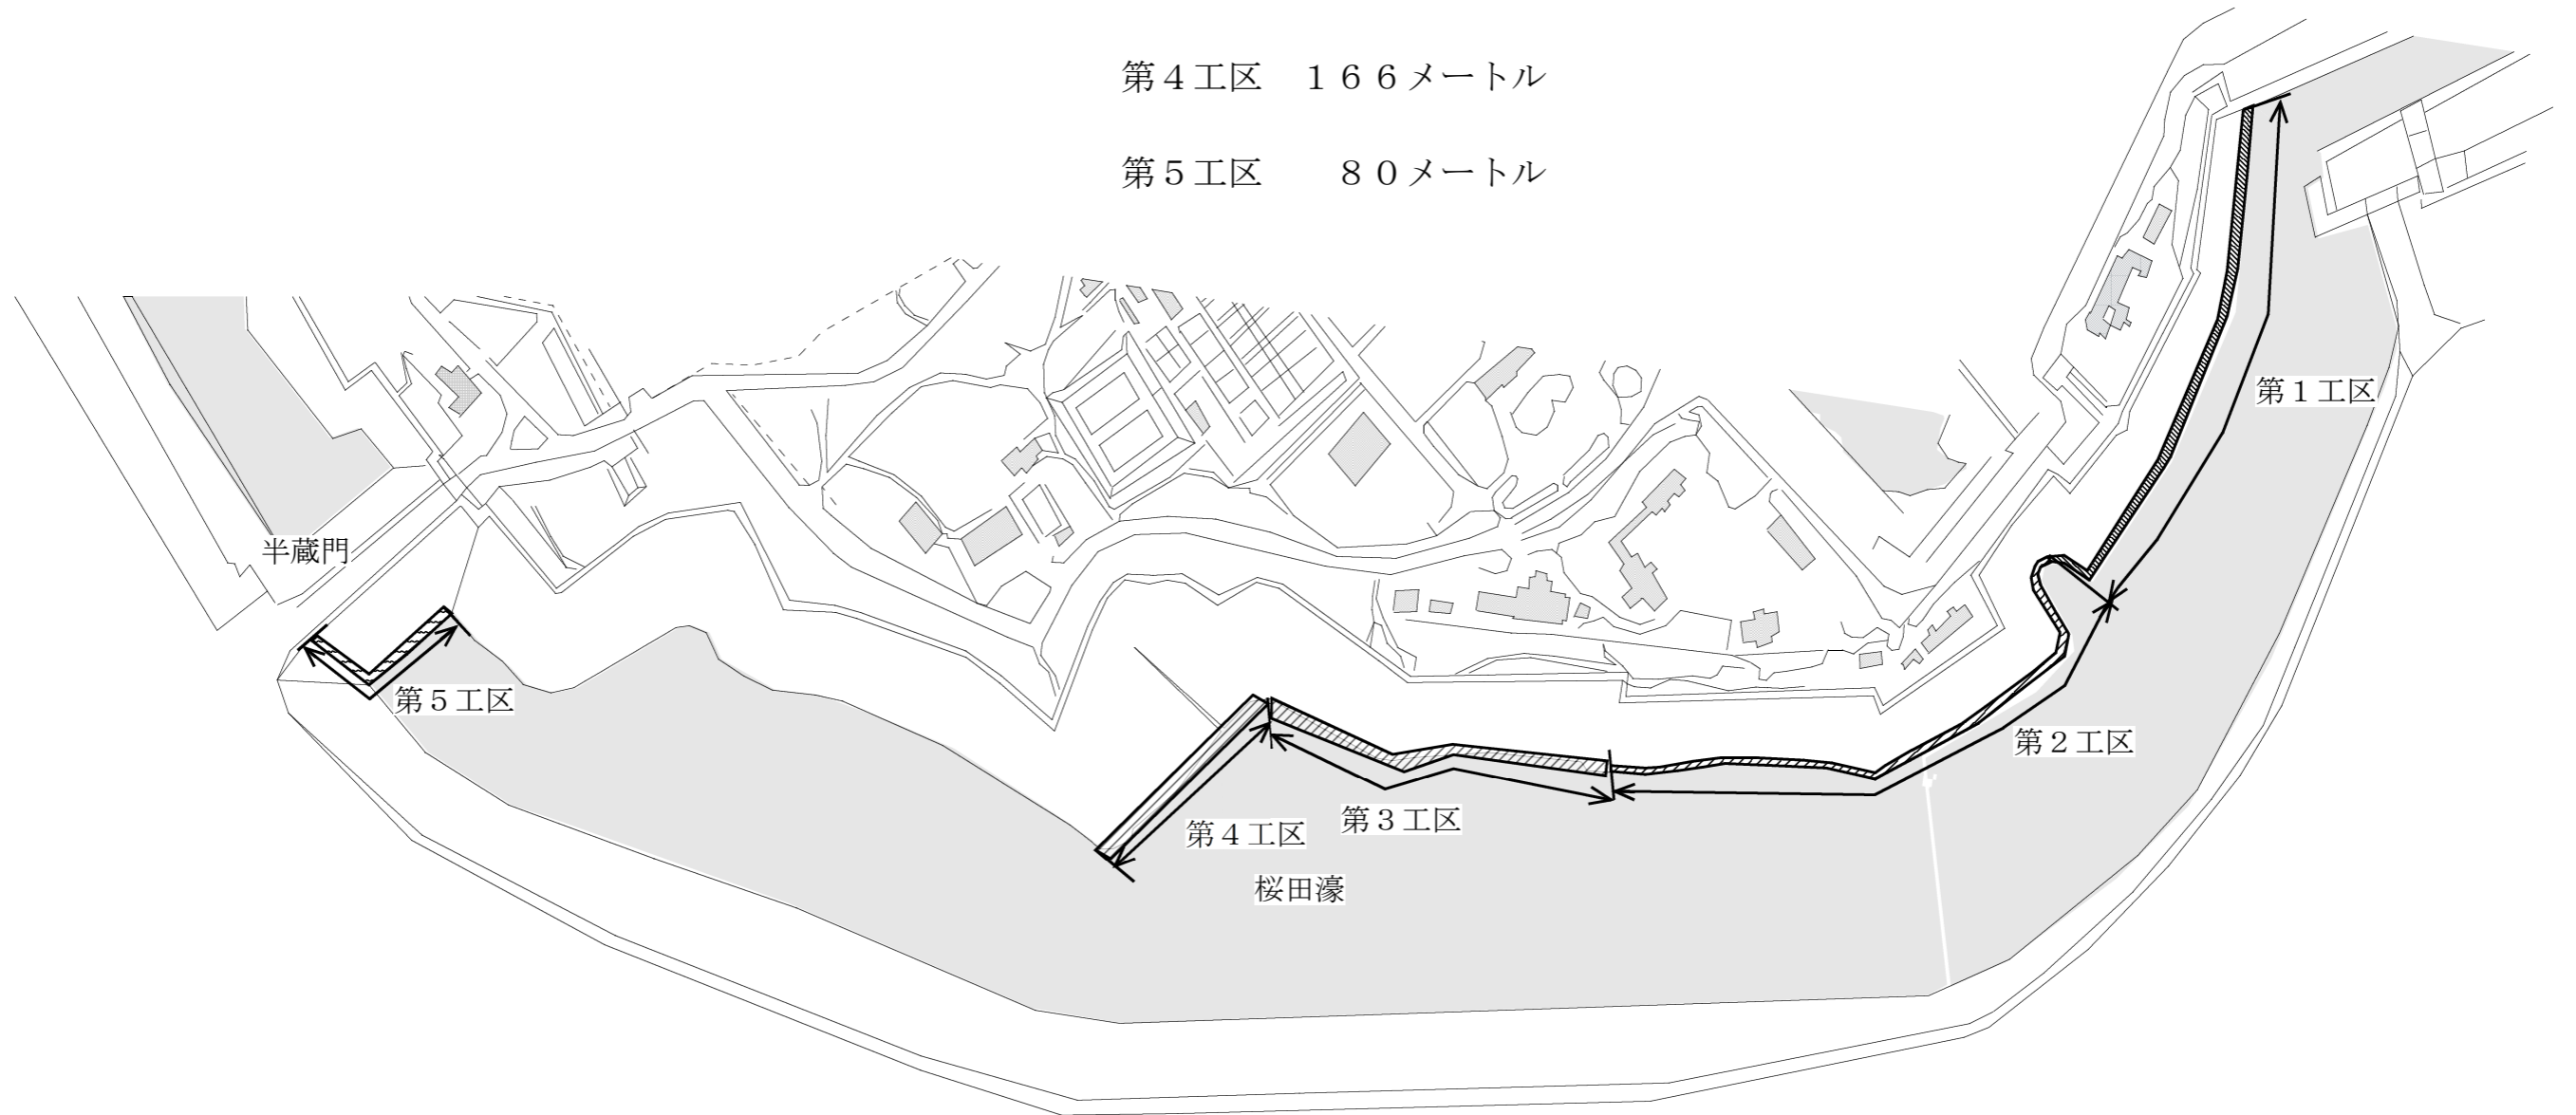 第４工区　１６６メートル
第５工区　　８０メートル
第１工区
半蔵門
第５工区
第２工区
第３工区
第４工区
桜田濠